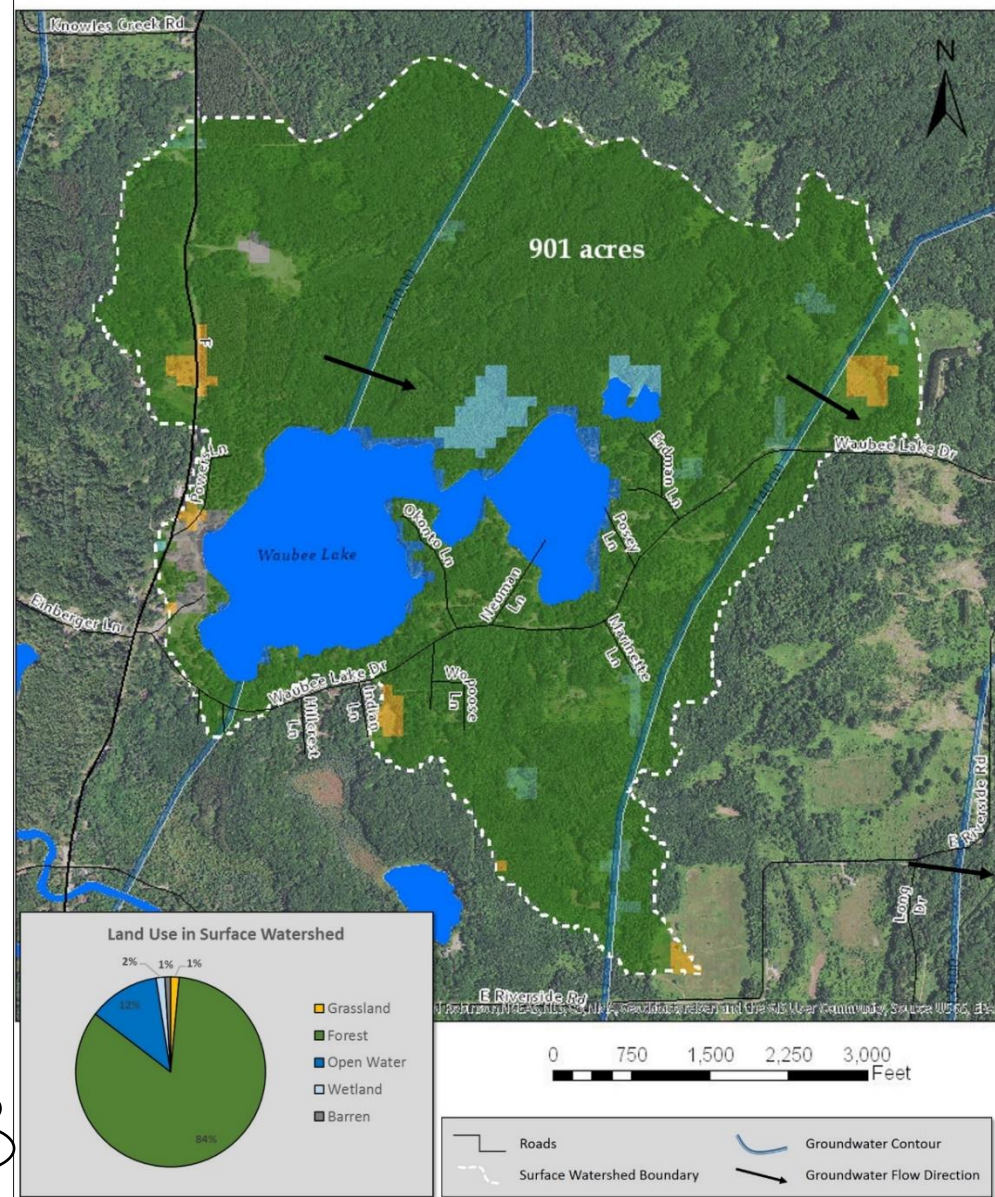 Knowles Creek Rd
N
901 acres
F
Powers Ln
Erdman Ln
Waubee Lake Dr
Okonto Ln
Posey
Ln
Waubee Lake
Neuman
Ln
Einberger Ln
Marinette
Ln
Waubee Lake Dr
Hillcrest
Ln
Indian
Ln
Wopoose
Ln
E Riverside Rd
Long
Dr
E Riverside Rd
Land Use in Surface Watershed
2%
1%
1%
12%
84%
Grassland
Forest
Open Water
Wetland
Barren
0 750 1,500 2,250 3,000
Feet
Roads
Groundwater Contour
Surface Watershed Boundary
Groundwater Flow Direction